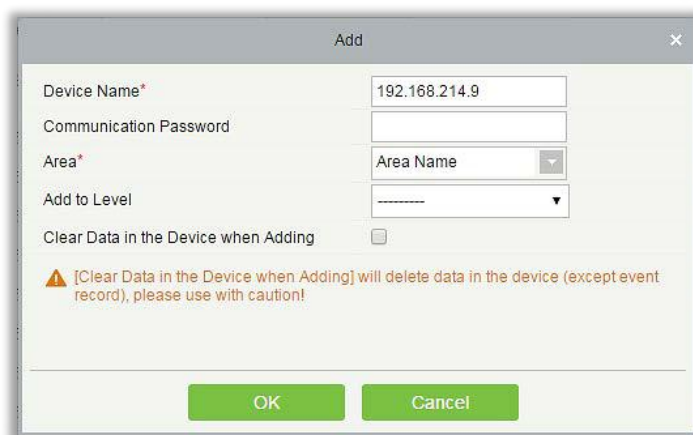 Add
Device Name* 192.168.214.9
Communication Password
Area* Area Name
Add to Level ---------
Clear Data in the Device when Adding
[Clear Data in the Device when Adding] will delete data in the device (except event
record), please use with caution!
OK Cancel